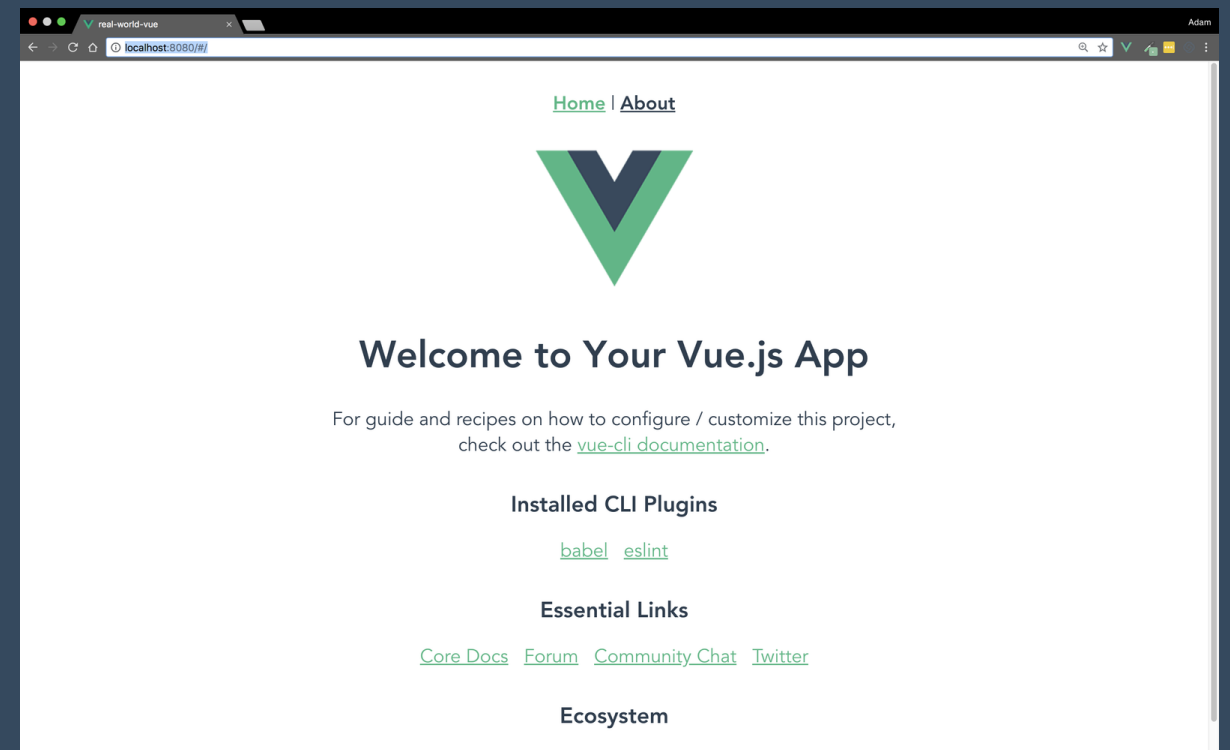 real-world-vue
Adam
localhost:8080/#/
Home | About
Welcome to Your Vue.js App
For guide and recipes on how to configure / customize this project,
check out the vue-cli documentation.
Installed CLI Plugins
babel eslint
Essential Links
Core Docs Forum Community Chat Twitter
Ecosystem